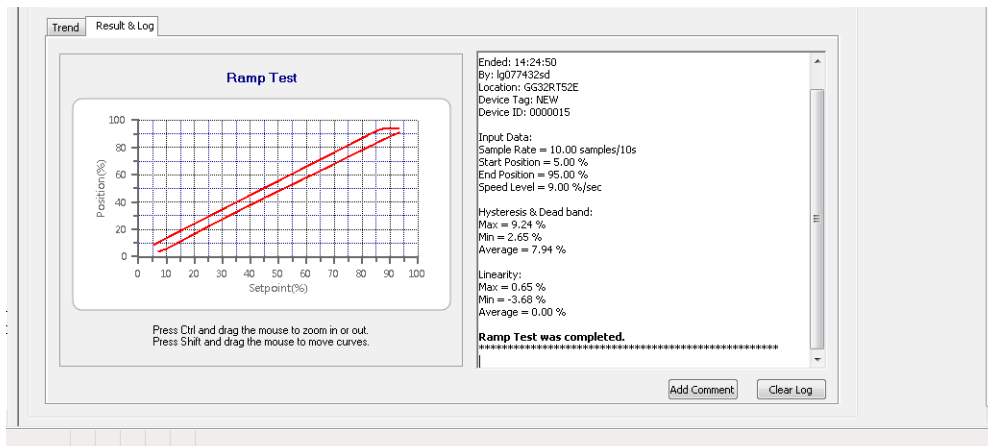 Trend
Result & Log
Ramp Test
100
80
60
40
20
0
Position(%)
0 10 20 30 40 50 60 70 80 90 100
Setpoint(%)
Press Ctrl and drag the mouse to zoom in or out.
Press Shift and drag the mouse to move curves.
Ended: 14:24:50
By: lg077432sd
Location: GG32RT52E
Device Tag: NEW
Device ID: 0000015
Input Data:
Sample Rate = 10.00 samples/10s
Start Position = 5.00 %
End Position = 95.00 %
Speed Level = 9.00 %/sec
Hysteresis & Dead band:
Max = 9.24 %
Min = 2.65 %
Average = 7.94 %
Linearity:
Max = 0.65 %
Min = -3.68 %
Average = 0.00 %
Ramp Test was completed.
******************************************************
Add Comment
Clear Log